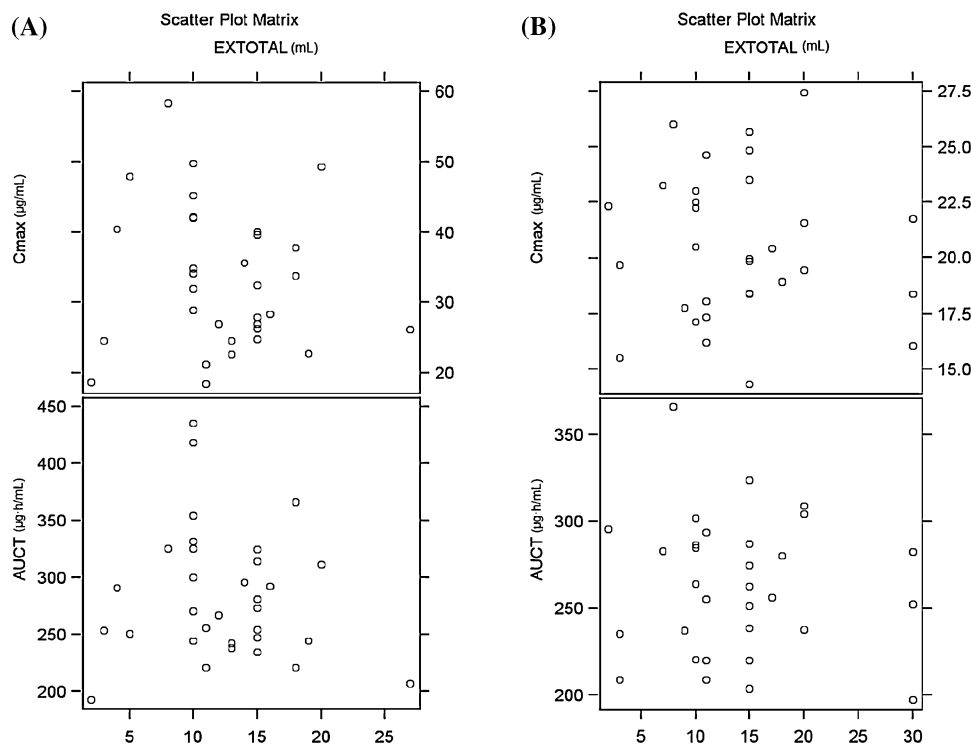 (A)
Scatter Plot Matrix
EXTOTAL (mL)
Cmax (µg/mL)
60
50
40
30
20
AUCT (µg·h/mL)
450
400
350
300
250
200
5 10 15 20 25
(B)
Scatter Plot Matrix
EXTOTAL (mL)
Cmax (µg/mL)
27.5
25.0
22.5
20.0
17.5
15.0
AUCT (µg·h/mL)
350
300
250
200
5 10 15 20 25 30